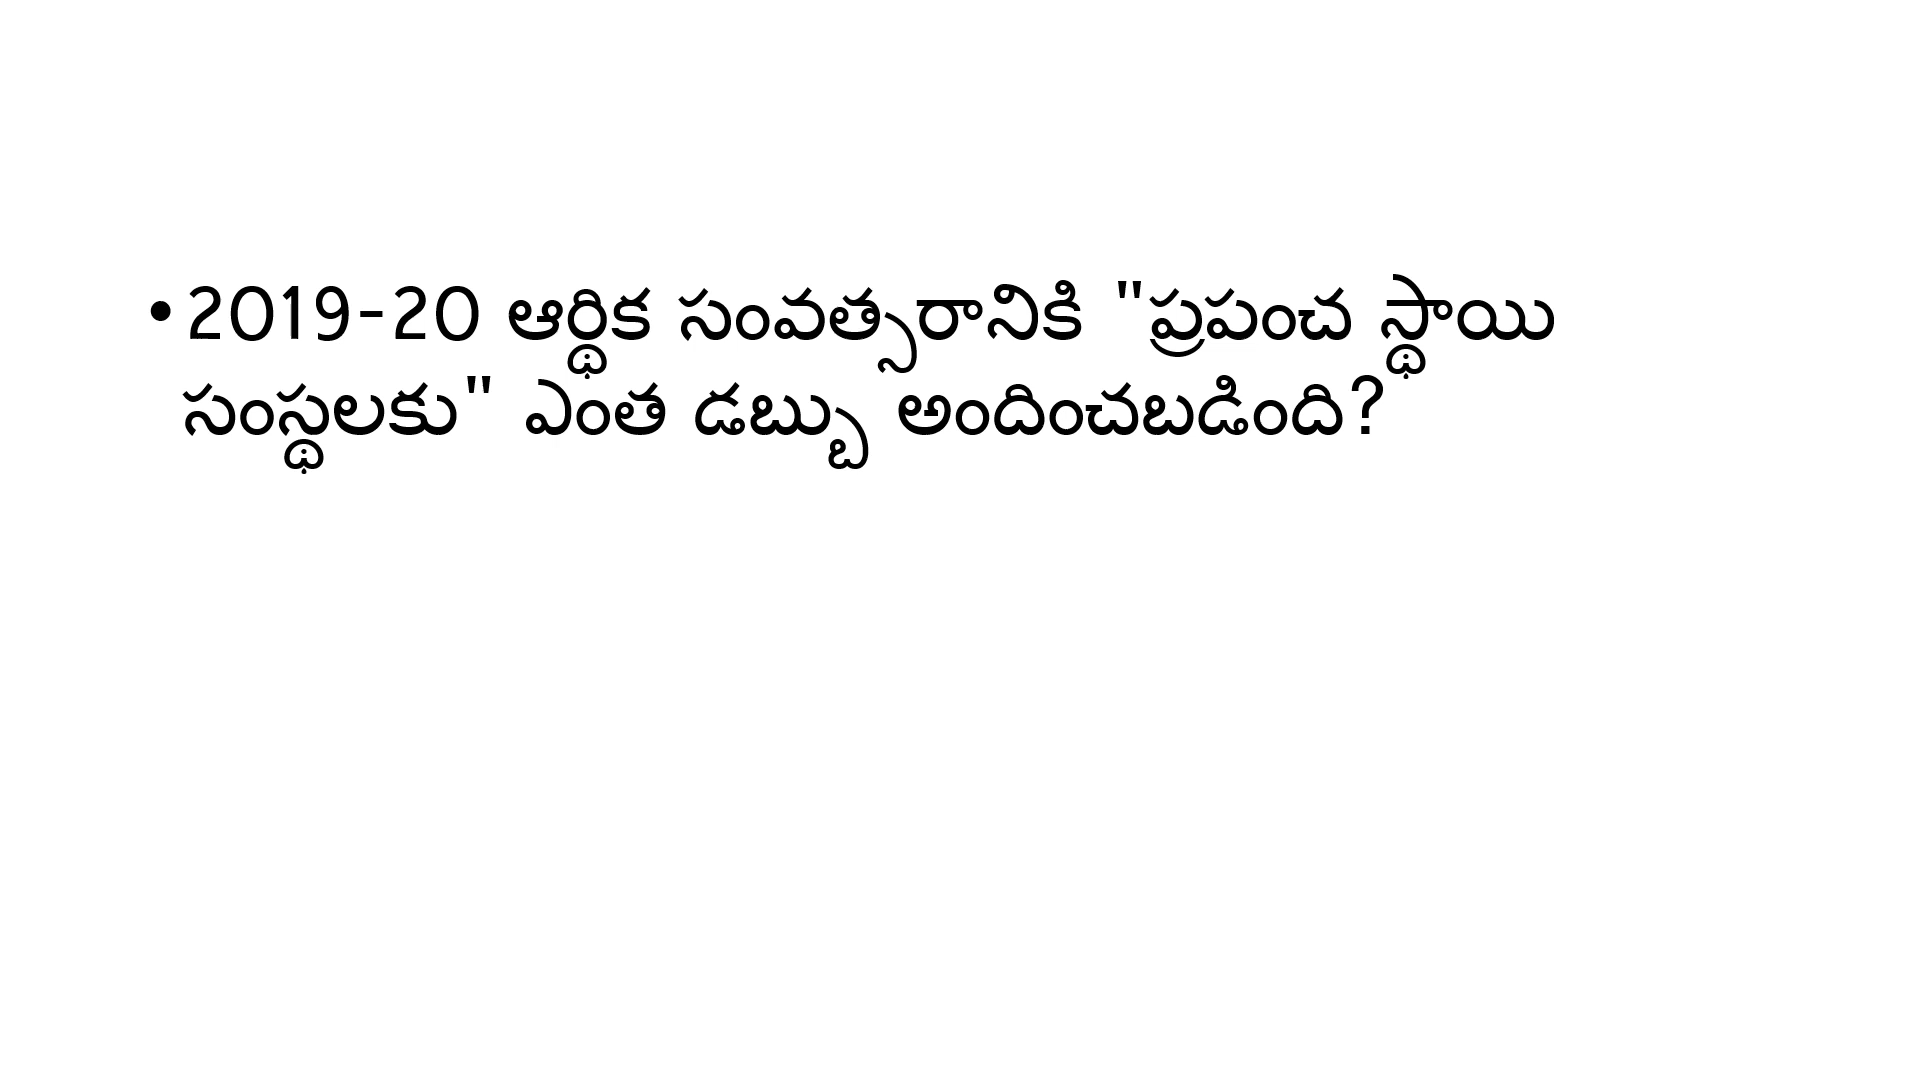 • 2019-20 ఆర్థిక సంవత్సరానికి "ప్రపంచ స్థాయి
సంస్థలకు" ఎంత డబ్బు అందించబడింది?